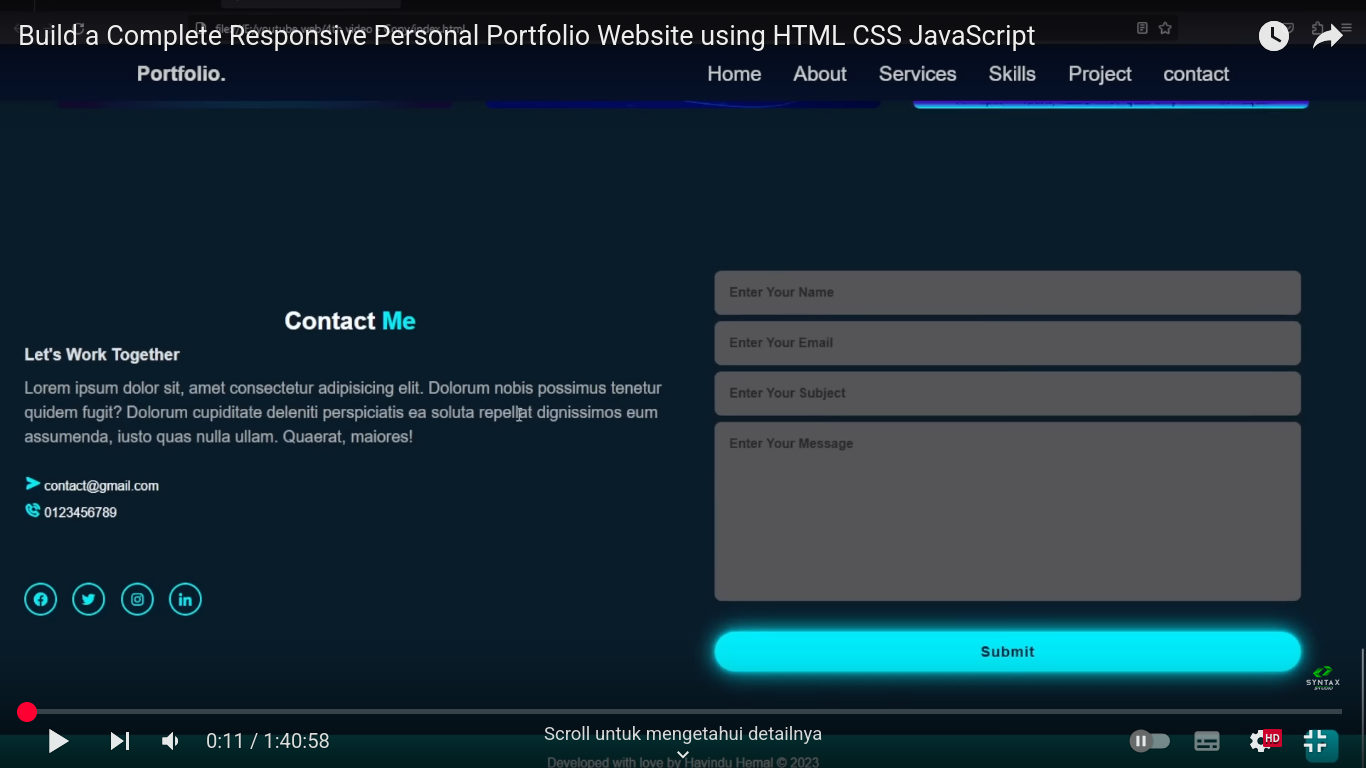 Build a Complete Responsive Personal Portfolio Website using HTML CSS JavaScript
Portfolio.
Home About Services Skills Project contact
Contact Me
Let's Work Together
Lorem ipsum dolor sit, amet consectetur adipisicing elit. Dolorum nobis possimus tenetur
quidem fugit? Dolorum cupiditate deleniti perspiciatis ea soluta repellat dignissimos eum
assumenda, iusto quas nulla ullam. Quaerat, maiores!
contact@gmail.com
0123456789
Enter Your Name
Enter Your Email
Enter Your Subject
Enter Your Message
Submit
SYNTAX
STUDIO
0:11 / 1:40:58
Scroll untuk mengetahui detailnya
HD
Developed with love by Havindu Hemal © 2023